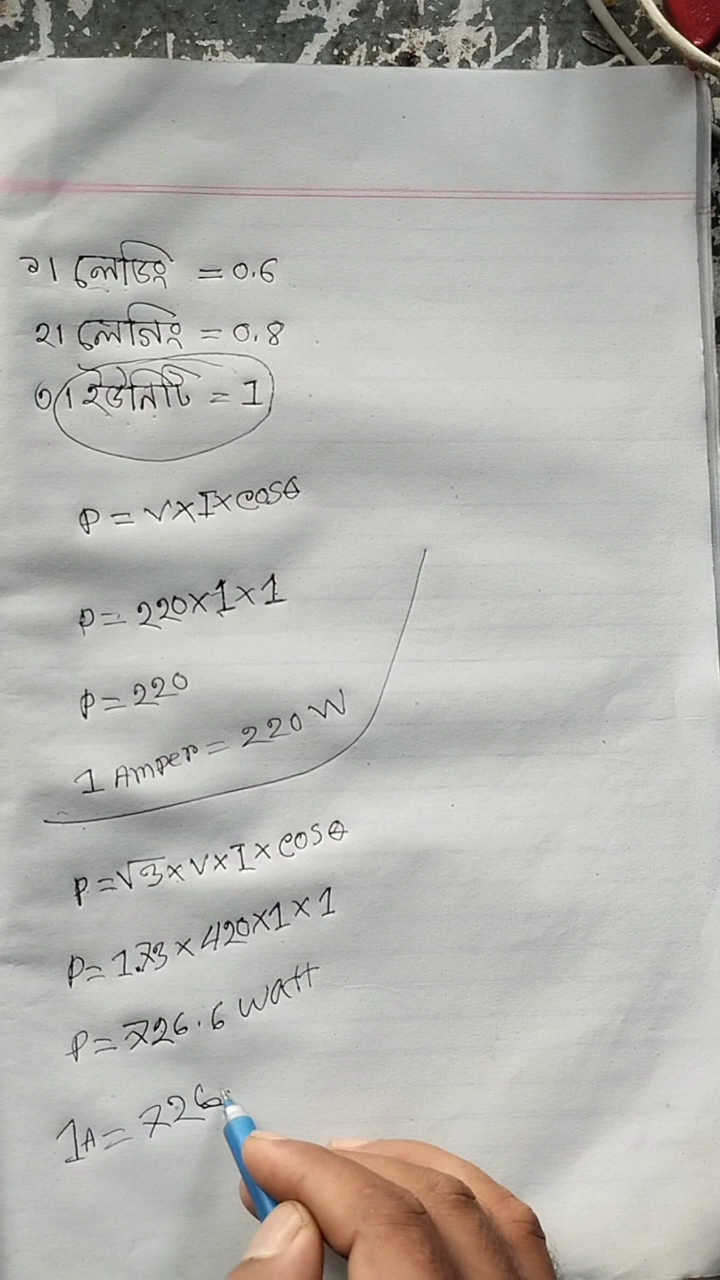 ১। লেডিং = 0.6
২। লেগিং = 0.8
৩। ইউনিটি = 1
P = V×I×cosθ
P = 220×1×1
P = 220
1 Amper = 220 W
P = √3×V×I×cosθ
P = 1.73×420×1×1
P = 726.6 watt
1A = 726